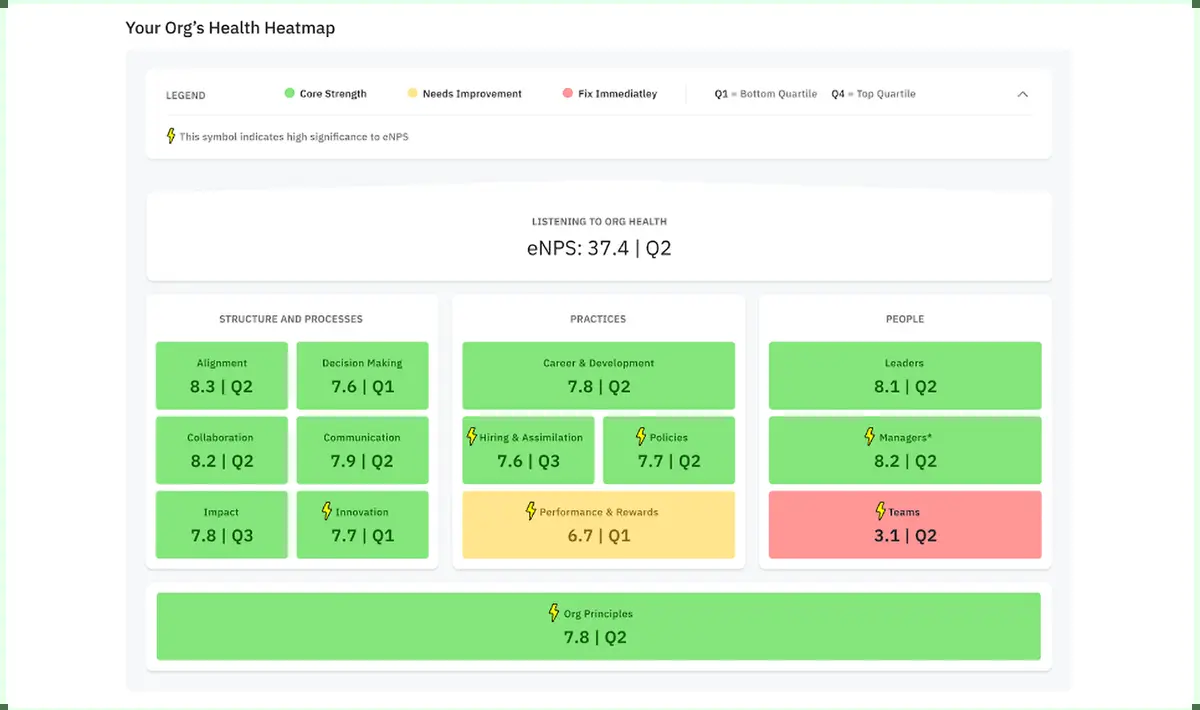 Your Org's Health Heatmap
LEGEND
Core Strength
Needs Improvement
Fix Immediatley
Q1 = Bottom Quartile
Q4 = Top Quartile
This symbol indicates high significance to eNPS
LISTENING TO ORG HEALTH
eNPS: 37.4 | Q2
STRUCTURE AND PROCESSES
Alignment
8.3 | Q2
Decision Making
7.6 | Q1
Collaboration
8.2 | Q2
Communication
7.9 | Q2
Impact
7.8 | Q3
Innovation
7.7 | Q1
PRACTICES
Career & Development
7.8 | Q2
Hiring & Assimilation
7.6 | Q3
Policies
7.7 | Q2
Performance & Rewards
6.7 | Q1
PEOPLE
Leaders
8.1 | Q2
Managers*
8.2 | Q2
Teams
3.1 | Q2
Org Principles
7.8 | Q2